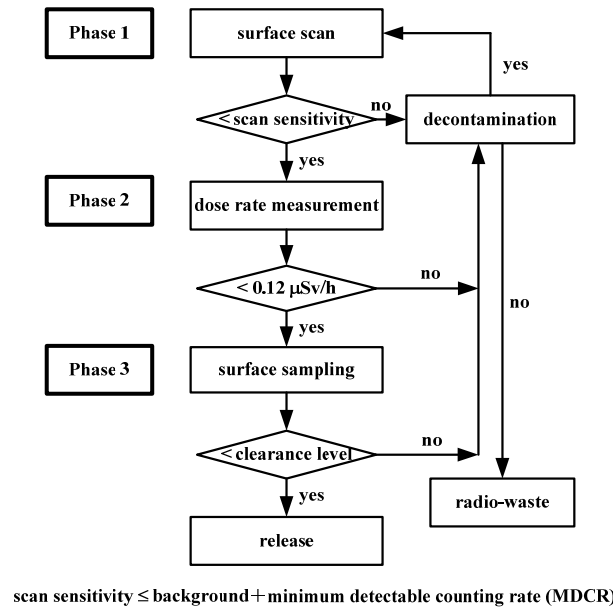 Phase 1
surface scan
yes
< scan sensitivity
no
decontamination
yes
Phase 2
dose rate measurement
< 0.12 μSv/h
no
no
yes
Phase 3
surface sampling
< clearance level
no
yes
radio-waste
release
scan sensitivity ≤ background+minimum detectable counting rate (MDCR)